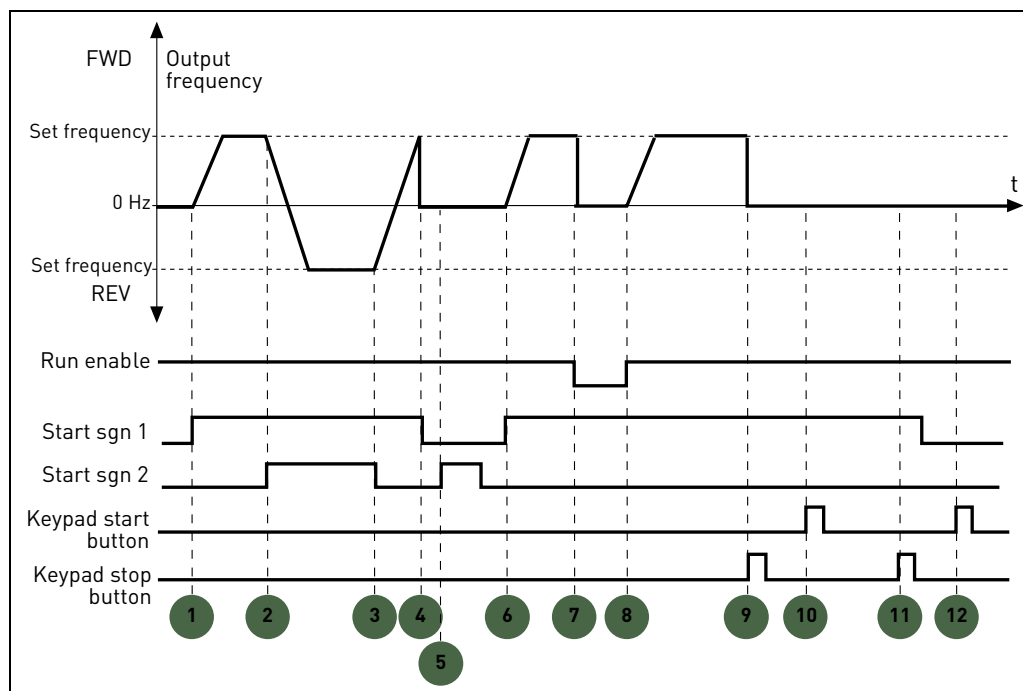 FWD
Output
frequency
Set frequency
t
0 Hz
Set frequency
REV
Run enable
Start sgn 1
Start sgn 2
Keypad start
button
Keypad stop
button
1 2 3 4 6 7 8 9 10 11 12
5